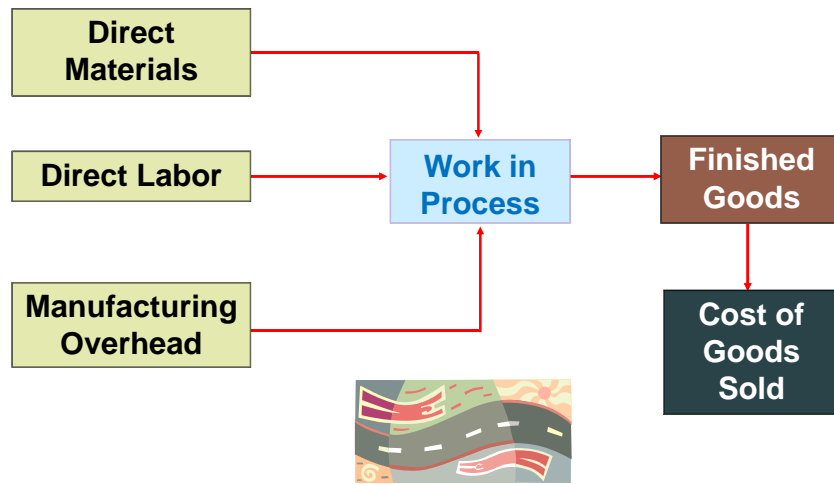 Direct
Materials
Direct Labor
Manufacturing
Overhead
Work in
Process
Finished
Goods
Cost of
Goods
Sold